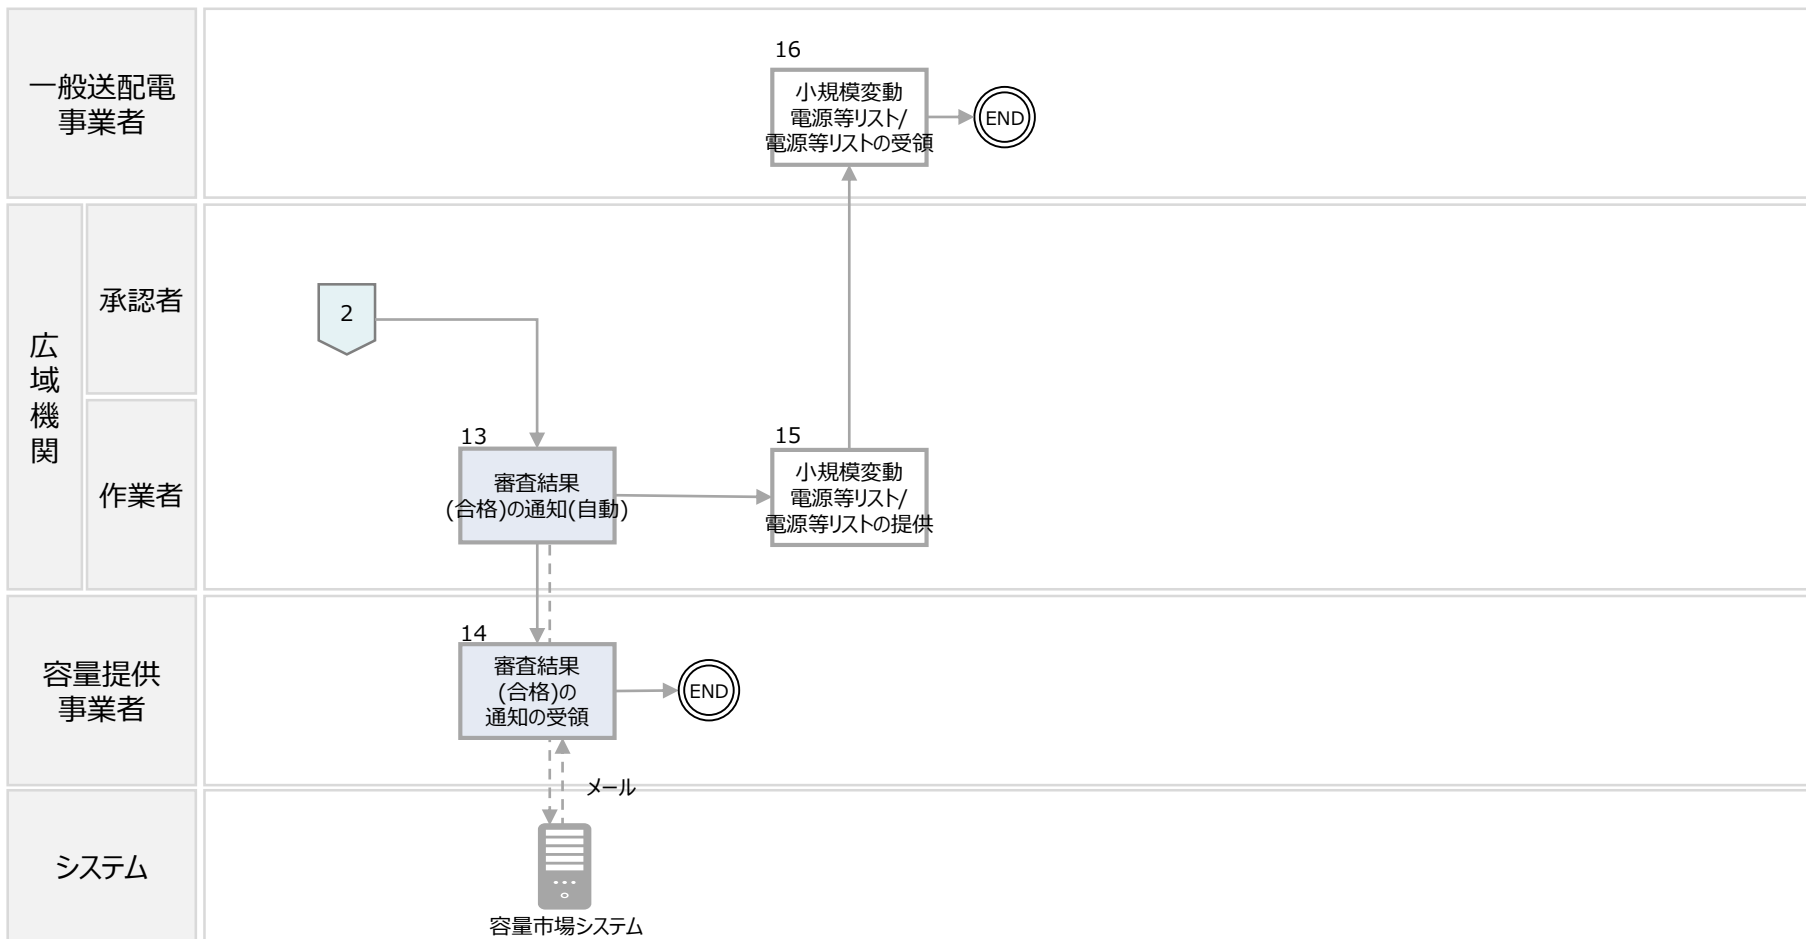 一般送配電
事業者
16
小規模変動
電源等リスト/
電源等リストの受領
END
広
域
機
関
承認者
2
作業者
13
審査結果
(合格)の通知(自動)
15
小規模変動
電源等リスト/
電源等リストの提供
容量提供
事業者
14
審査結果
(合格)の
通知の受領
END
メール
システム
容量市場システム